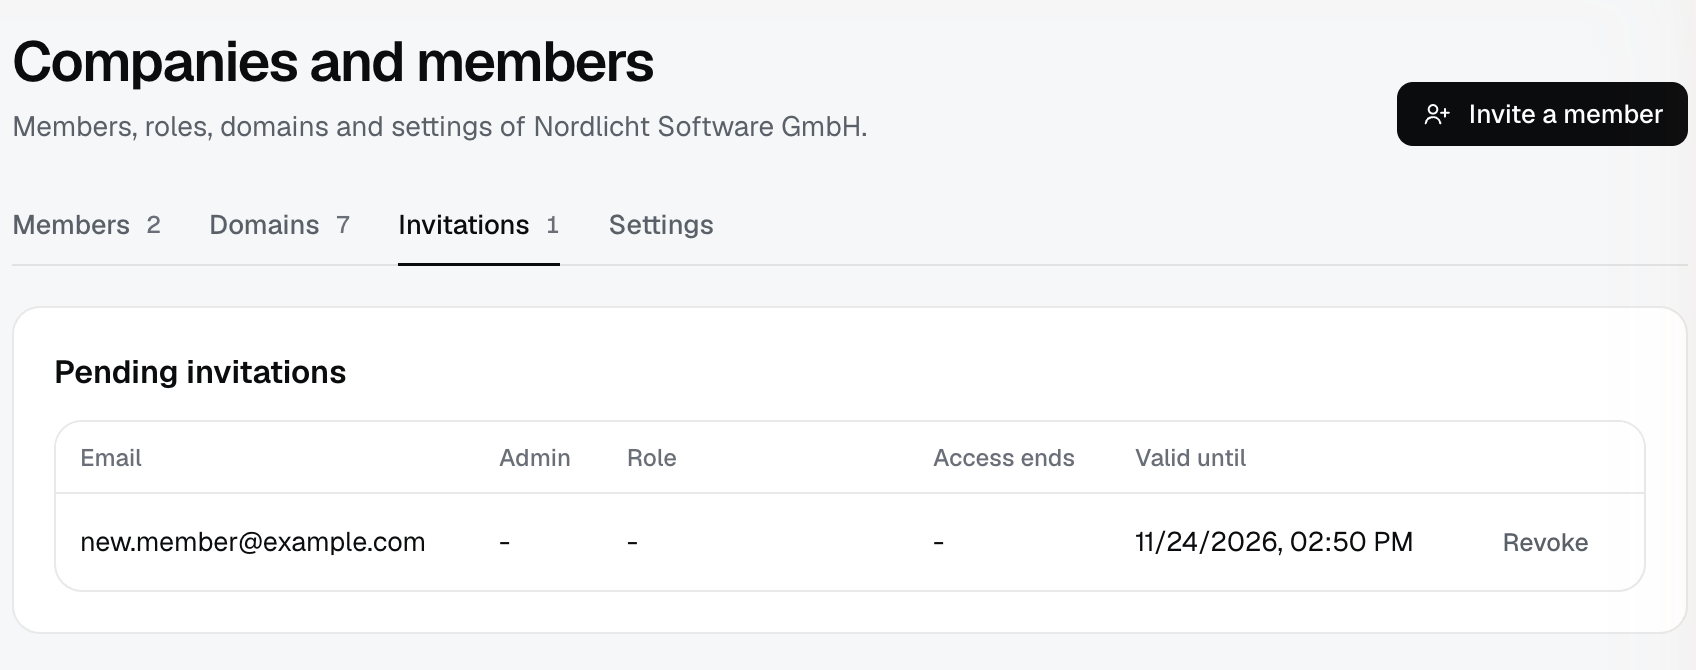 Companies and members
Members, roles, domains and settings of Nordlicht Software GmbH.
Invite a member
Members 2 Domains 7 Invitations 1 Settings
Pending invitations
Email Admin Role Access ends Valid until
new.member@example.com - - - 11/24/2026, 02:50 PM Revoke